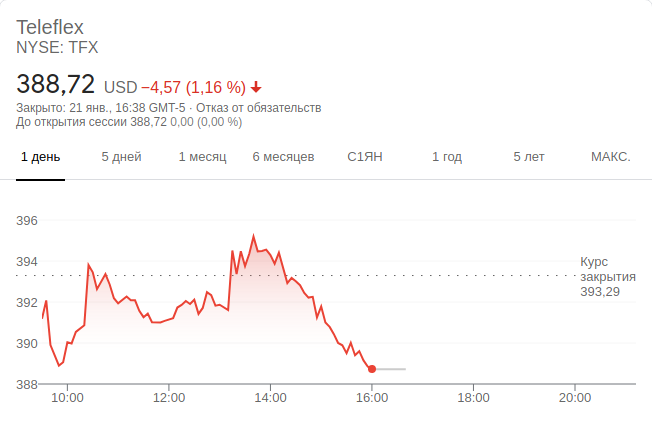 Teleflex
NYSE: TFX
388,72 USD −4,57 (1,16 %)
Закрыто: 21 янв., 16:38 GMT-5 · Отказ от обязательств
До открытия сессии 388,72 0,00 (0,00 %)
1 день 5 дней 1 месяц 6 месяцев С1ЯН 1 год 5 лет МАКС.
396
394
392
390
388
Курс
закрытия
393,29
10:00 12:00 14:00 16:00 18:00 20:00